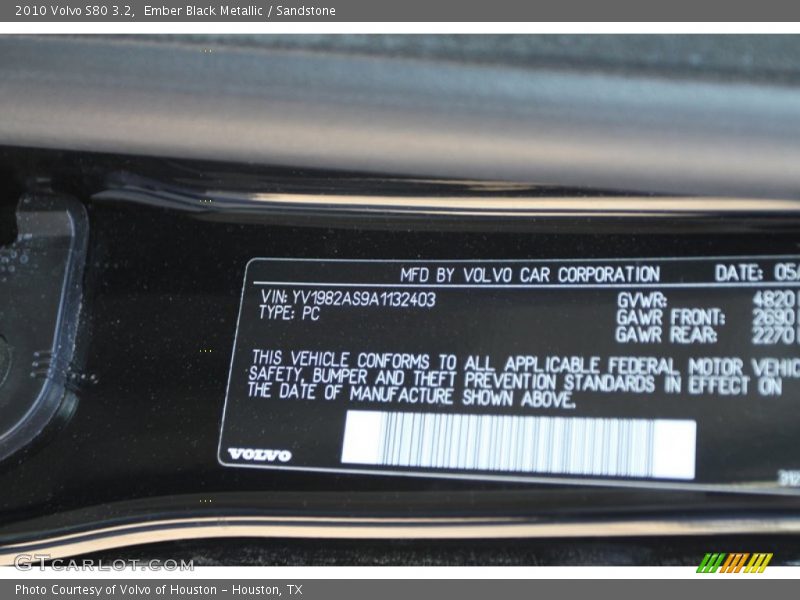 2010 Volvo S80 3.2, Ember Black Metallic / Sandstone
MFD BY VOLVO CAR CORPORATION DATE: 05/
VIN: YV1982AS9A1132403 GVWR: 4820
TYPE: PC GAWR FRONT: 2690
GAWR REAR: 2270
THIS VEHICLE CONFORMS TO ALL APPLICABLE FEDERAL MOTOR VEHIC
SAFETY, BUMPER AND THEFT PREVENTION STANDARDS IN EFFECT ON
THE DATE OF MANUFACTURE SHOWN ABOVE.
VOLVO
GTCARLOT.COM
Photo Courtesy of Volvo of Houston - Houston, TX